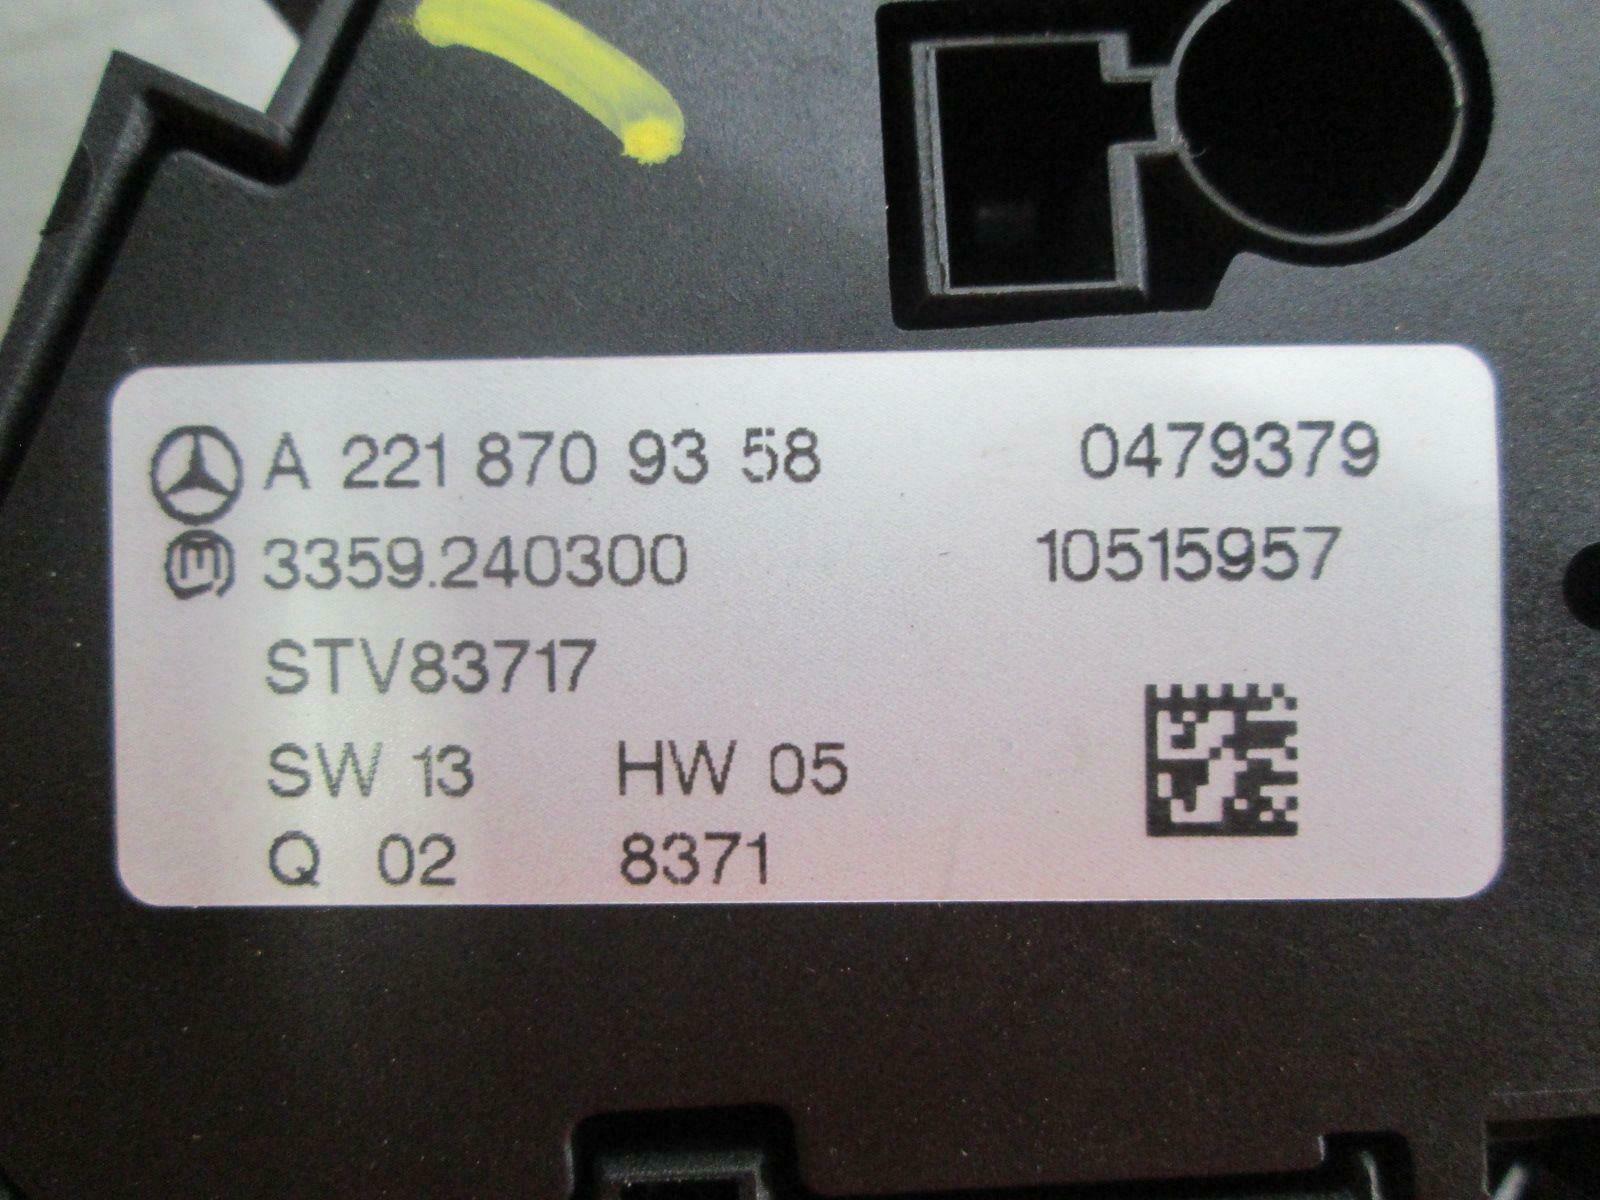 A 221 870 93 58 0479379
3359.240300 10515957
STV83717
SW 13 HW 05
Q 02 8371